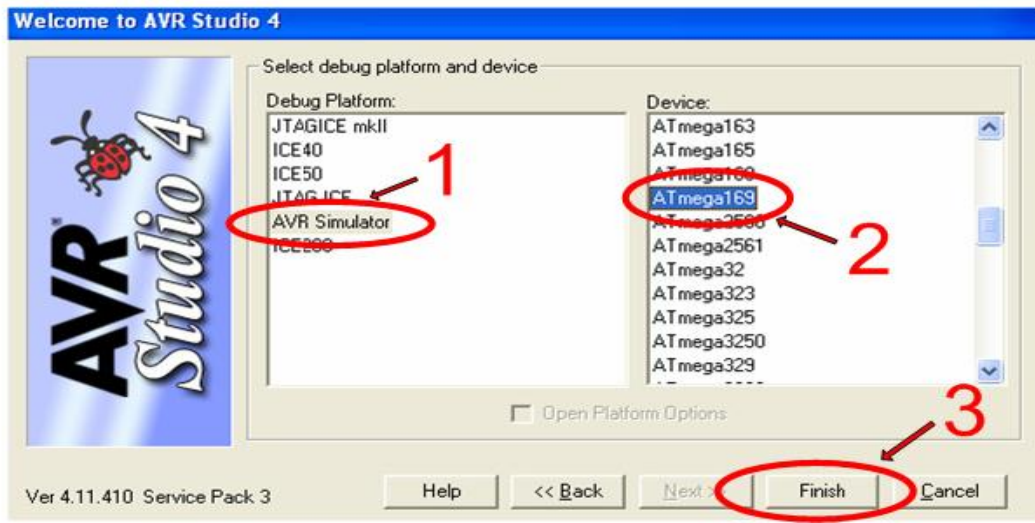 Welcome to AVR Studio 4
Select debug platform and device
Debug Platform:
JTAGICE mkII
ICE40
ICE50
JTAG ICE
AVR Simulator
ICE200
1
Device:
ATmega163
ATmega165
ATmega168
ATmega169
ATmega2560
ATmega2561
ATmega32
ATmega323
ATmega325
ATmega3250
ATmega329
2
Open Platform Options
3
AVR
Studio 4
Ver 4.11.410 Service Pack 3
Help
<< Back
Next >>
Finish
Cancel